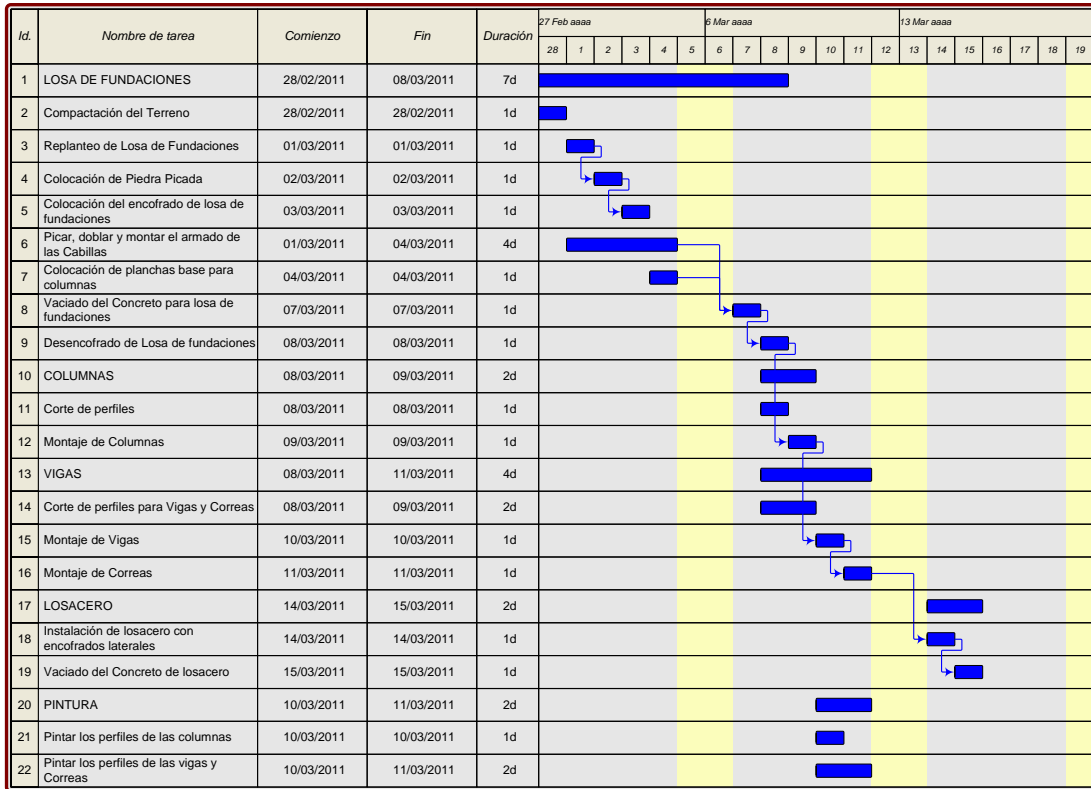 Id. Nombre de tarea Comienzo Fin Duración 27 Feb aaaa 6 Mar aaaa 13 Mar aaaa
28 1 2 3 4 5 6 7 8 9 10 11 12 13 14 15 16 17 18 19
1 LOSA DE FUNDACIONES 28/02/2011 08/03/2011 7d
2 Compactación del Terreno 28/02/2011 28/02/2011 1d
3 Replanteo de Losa de Fundaciones 01/03/2011 01/03/2011 1d
4 Colocación de Piedra Picada 02/03/2011 02/03/2011 1d
5 Colocación del encofrado de losa de
fundaciones 03/03/2011 03/03/2011 1d
6 Picar, doblar y montar el armado de
las Cabillas 01/03/2011 04/03/2011 4d
7 Colocación de planchas base para
columnas 04/03/2011 04/03/2011 1d
8 Vaciado del Concreto para losa de
fundaciones 07/03/2011 07/03/2011 1d
9 Desencofrado de Losa de fundaciones 08/03/2011 08/03/2011 1d
10 COLUMNAS 08/03/2011 09/03/2011 2d
11 Corte de perfiles 08/03/2011 08/03/2011 1d
12 Montaje de Columnas 09/03/2011 09/03/2011 1d
13 VIGAS 08/03/2011 11/03/2011 4d
14 Corte de perfiles para Vigas y Correas 08/03/2011 09/03/2011 2d
15 Montaje de Vigas 10/03/2011 10/03/2011 1d
16 Montaje de Correas 11/03/2011 11/03/2011 1d
17 LOSACERO 14/03/2011 15/03/2011 2d
18 Instalación de losacero con
encofrados laterales 14/03/2011 14/03/2011 1d
19 Vaciado del Concreto de losacero 15/03/2011 15/03/2011 1d
20 PINTURA 10/03/2011 11/03/2011 2d
21 Pintar los perfiles de las columnas 10/03/2011 10/03/2011 1d
22 Pintar los perfiles de las vigas y
Correas 10/03/2011 11/03/2011 2d